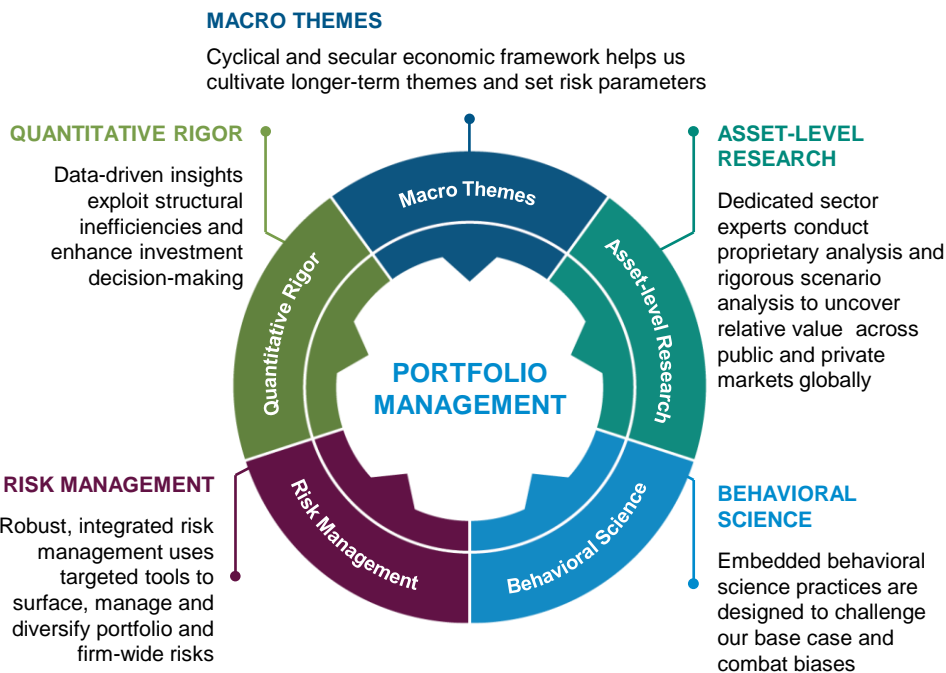 MACRO THEMES
Cyclical and secular economic framework helps us
cultivate longer-term themes and set risk parameters
QUANTITATIVE RIGOR
Data-driven insights
exploit structural
inefficiencies and
enhance investment
decision-making
ASSET-LEVEL
RESEARCH
Dedicated sector
experts conduct
proprietary analysis and
rigorous scenario
analysis to uncover
relative value  across
public and private
markets globally
Macro Themes
Quantitative Rigor
Asset-level Research
PORTFOLIO
MANAGEMENT
Risk Management
Behavioral Science
RISK MANAGEMENT
Robust, integrated risk
management uses
targeted tools to
surface, manage and
diversify portfolio and
firm-wide risks
BEHAVIORAL
SCIENCE
Embedded behavioral
science practices are
designed to challenge
our base case and
combat biases